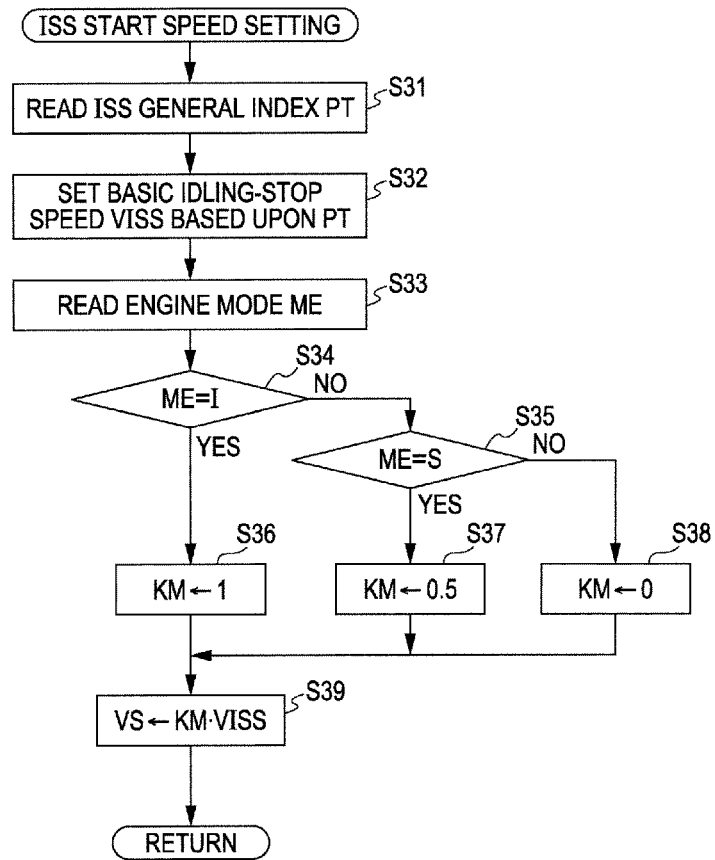 ISS START SPEED SETTING
S31
READ ISS GENERAL INDEX PT
S32
SET BASIC IDLING-STOP
SPEED VISS BASED UPON PT
S33
READ ENGINE MODE ME
S34
ME=I
NO
YES
S35
ME=S
NO
YES
S36
KM←1
S37
KM←0.5
S38
KM←0
S39
VS←KM·VISS
RETURN